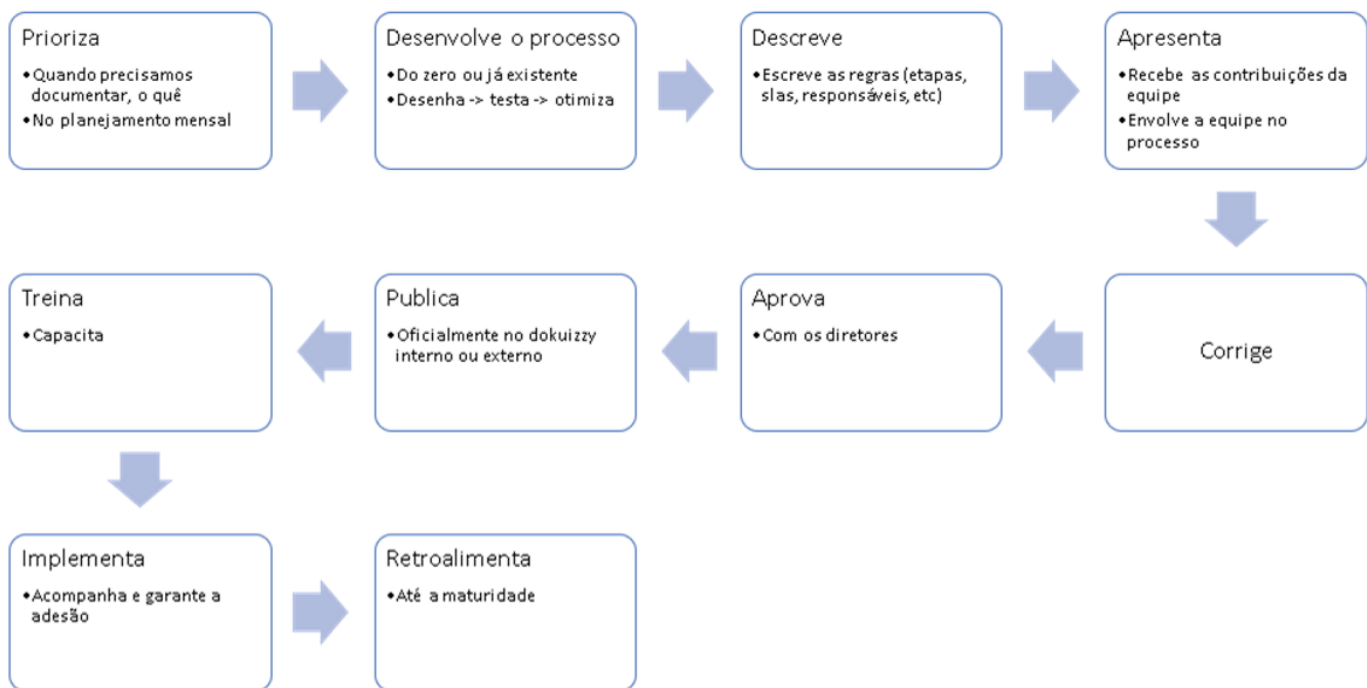 Prioriza
•Quando precisamos
documentar, o quê
•No planejamento mensal
Desenvolve o processo
•Do zero ou já existente
•Desenha -> testa -> otimiza
Descreve
•Escreve as regras (etapas,
slas, responsáveis, etc)
Apresenta
•Recebe as contribuições da
equipe
•Envolve a equipe no
processo
Corrige
Aprova
•Com os diretores
Publica
•Oficialmente no dokuizzy
interno ou externo
Treina
•Capacita
Implementa
•Acompanha e garante a
adesão
Retroalimenta
•Até a maturidade